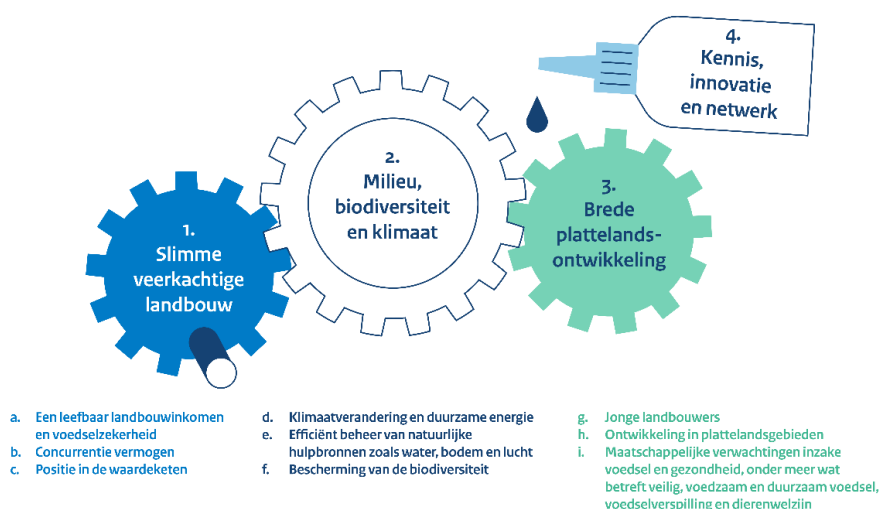 4.
Kennis,
innovatie
en netwerk
2.
Milieu,
biodiversiteit
en klimaat
3.
Brede
plattelands-
ontwikkeling
1.
Slimme
veerkachtige
landbouw
a. Een leefbaar landbouwinkomen
en voedselzekerheid
b. Concurrentie vermogen
c. Positie in de waardeketen
d. Klimaatverandering en duurzame energie
e. Efficiënt beheer van natuurlijke
hulpbronnen zoals water, bodem en lucht
f. Bescherming van de biodiversiteit
g. Jonge landbouwers
h. Ontwikkeling in plattelandsgebieden
i. Maatschappelijke verwachtingen inzake
voedsel en gezondheid, onder meer wat
betreft veilig, voedzaam en duurzaam voedsel,
voedselverspilling en dierenwelzijn